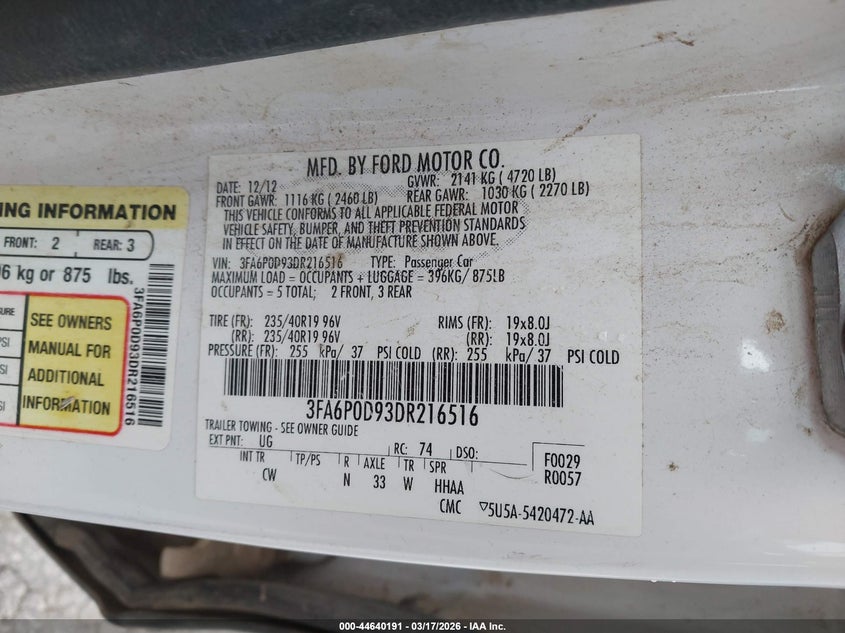 NG INFORMATION
FRONT: 2 REAR: 3
6 kg or 875 lbs.
SURE
PSI
SI
SI
SEE OWNERS
MANUAL FOR
ADDITIONAL
INFORMATION
3FA6P0D93DR216516
MFD. BY FORD MOTOR CO.
DATE: 12/12 GVWR: 2141 KG ( 4720 LB)
FRONT GAWR: 1116 KG ( 2460 LB) REAR GAWR: 1030 KG ( 2270 LB)
THIS VEHICLE CONFORMS TO ALL APPLICABLE FEDERAL MOTOR
VEHICLE SAFETY, BUMPER, AND THEFT PREVENTION STANDARDS
IN EFFECT ON THE DATE OF MANUFACTURE SHOWN ABOVE.
VIN: 3FA6P0D93DR216516 TYPE: Passenger Car
MAXIMUM LOAD = OCCUPANTS + LUGGAGE = 396KG/ 875LB
OCCUPANTS = 5 TOTAL; 2 FRONT, 3 REAR
TIRE (FR): 235/40R19 96V RIMS (FR): 19x8.0J
(RR): 235/40R19 96V (RR): 19x8.0J
PRESSURE (FR): 255 kPa/ 37 PSI COLD (RR): 255 kPa/ 37 PSI COLD
3FA6P0D93DR216516
TRAILER TOWING - SEE OWNER GUIDE
EXT PNT: UG RC: 74 DSO: F0029
INT TR TP/PS R AXLE TR SPR R0057
CW N 33 W HHAA
CMC ▽5U5A-5420472-AA
000-44640191 - 03/17/2026 - IAA Inc.